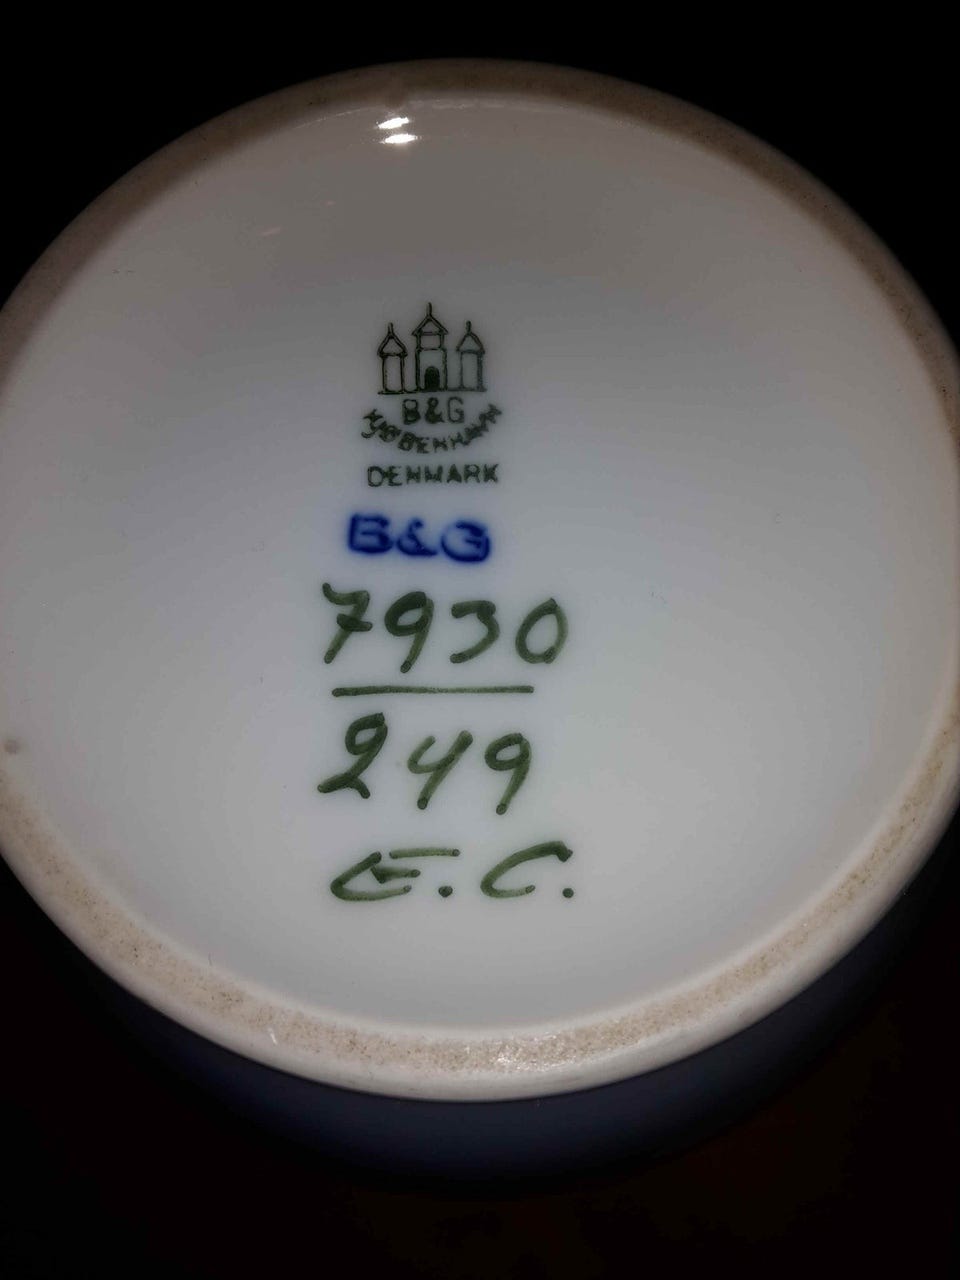 B&G
KJØBENHAVN
DENMARK
B&G
7930
249
E.C.